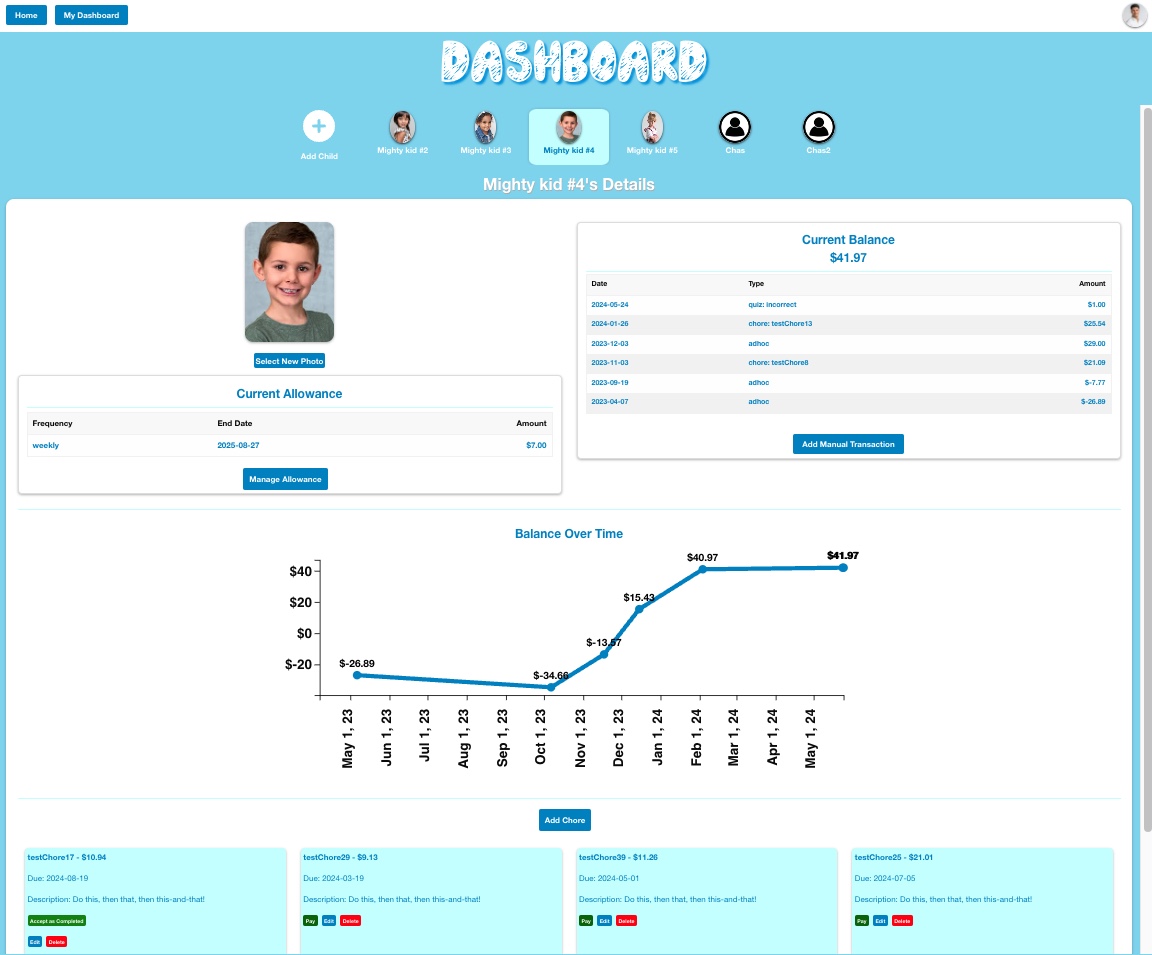 Home My Dashboard
DASHBOARD
Add Child Mighty kid #2 Mighty kid #3 Mighty kid #4 Mighty kid #5 Chas Chas2
Mighty kid #4's Details
Select New Photo
Current Allowance
Frequency End Date Amount
weekly 2025-08-27 $7.00
Manage Allowance
Current Balance
$41.97
Date Type Amount
2024-05-24 quiz: incorrect $1.00
2024-01-26 chore: testChore13 $25.54
2023-12-03 adhoc $29.00
2023-11-03 chore: testChore8 $21.09
2023-09-19 adhoc $-7.77
2023-04-07 adhoc $-26.89
Add Manual Transaction
Balance Over Time
$40
$20
$0
$-20
$-26.89
$-34.66
$-13.57
$15.43
$40.97
$41.97
May 1, 23 Jun 1, 23 Jul 1, 23 Aug 1, 23 Sep 1, 23 Oct 1, 23 Nov 1, 23 Dec 1, 23 Jan 1, 24 Feb 1, 24 Mar 1, 24 Apr 1, 24 May 1, 24
Add Chore
testChore17 - $10.94
Due: 2024-08-19
Description: Do this, then that, then this-and-that!
Accept as Completed
Edit Delete
testChore29 - $9.13
Due: 2024-03-19
Description: Do this, then that, then this-and-that!
Pay Edit Delete
testChore39 - $11.26
Due: 2024-05-01
Description: Do this, then that, then this-and-that!
Pay Edit Delete
testChore25 - $21.01
Due: 2024-07-05
Description: Do this, then that, then this-and-that!
Pay Edit Delete